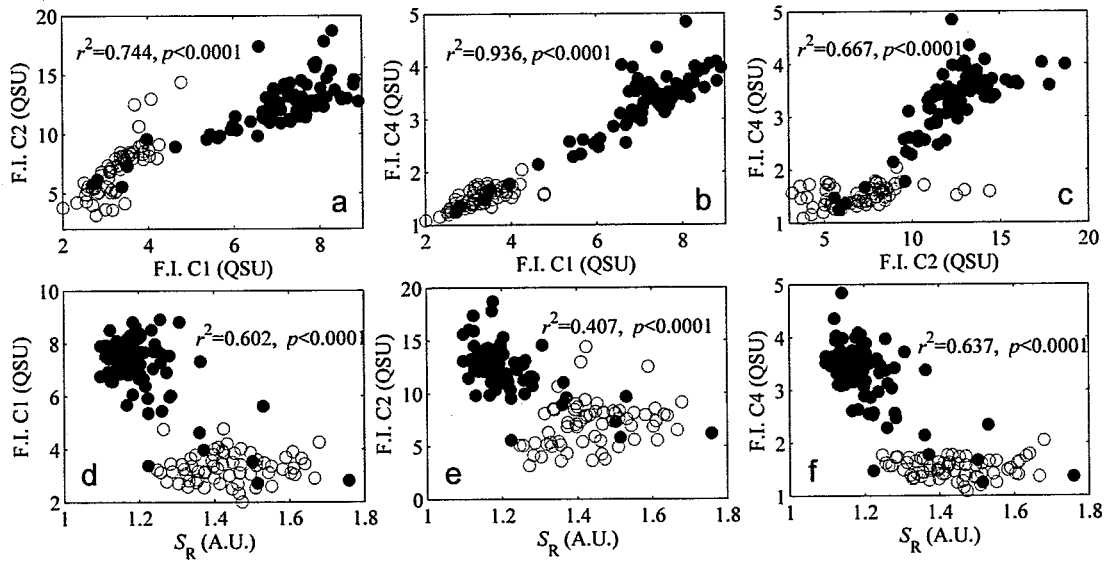 20
15
10
5
F.I. C2 (QSU)
r²=0.744, p<0.0001
a
2 4 6 8
F.I. C1 (QSU)
5
4
3
2
1
F.I. C4 (QSU)
r²=0.936, p<0.0001
b
2 4 6 8
F.I. C1 (QSU)
5
4
3
2
1
F.I. C4 (QSU)
r²=0.667, p<0.0001
c
5 10 15 20
F.I. C2 (QSU)
10
8
6
4
2
F.I. C1 (QSU)
r²=0.602, p<0.0001
d
1 1.2 1.4 1.6 1.8
SR (A.U.)
20
15
10
5
0
F.I. C2 (QSU)
r²=0.407, p<0.0001
e
1 1.2 1.4 1.6 1.8
SR (A.U.)
5
4
3
2
1
F.I. C4 (QSU)
r²=0.637, p<0.0001
f
1 1.2 1.4 1.6 1.8
SR (A.U.)